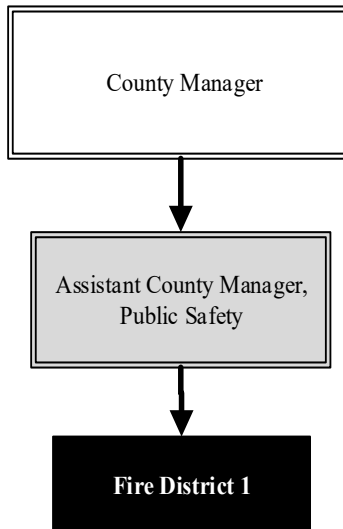 County Manager
Assistant County Manager,
Public Safety
Fire District 1